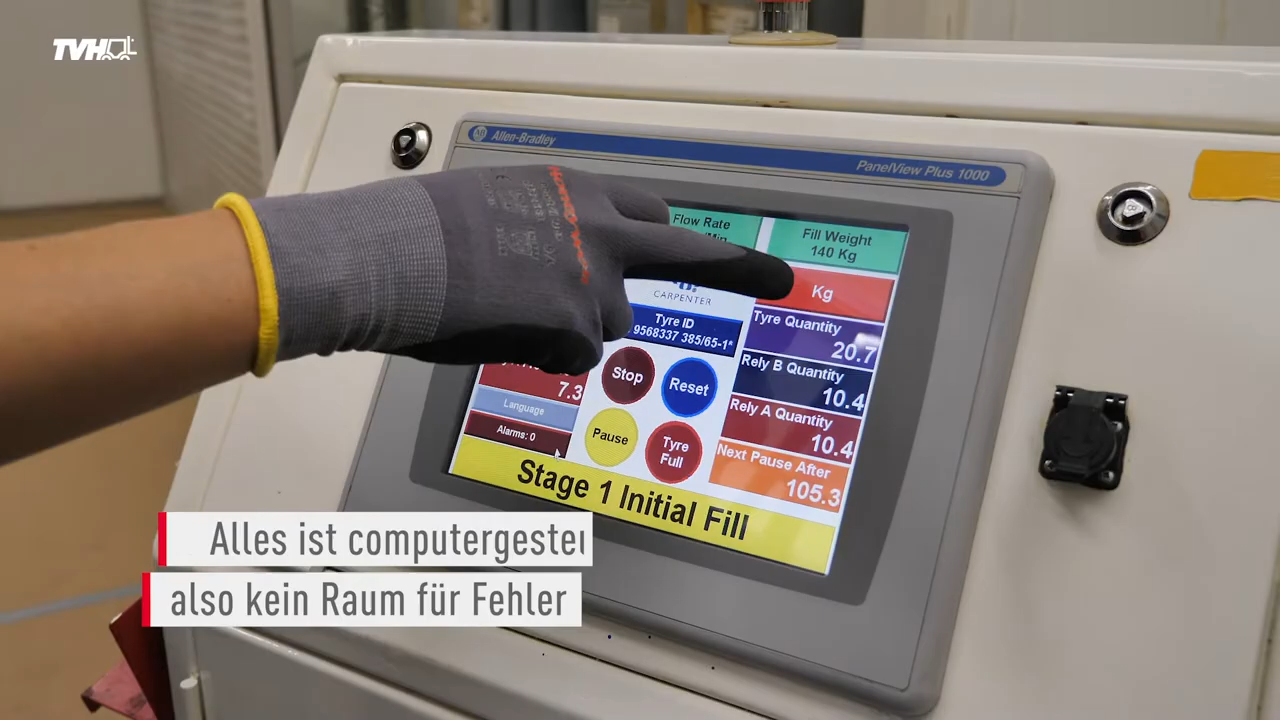 TVH
Allen-Bradley
PanelView Plus 1000
Flow Rate
Fill Weight
140 Kg
Kg
CARPENTER
Tyre ID
9568337 385/65-1*
Tyre Quantity
20.7
Rely B Quantity
10.4
Rely A Quantity
10.4
Next Pause After
105.3
Stop
Reset
Pause
Tyre
Full
7.3
Language
Alarms: 0
Stage 1 Initial Fill
Alles ist computergesteu
also kein Raum für Fehler